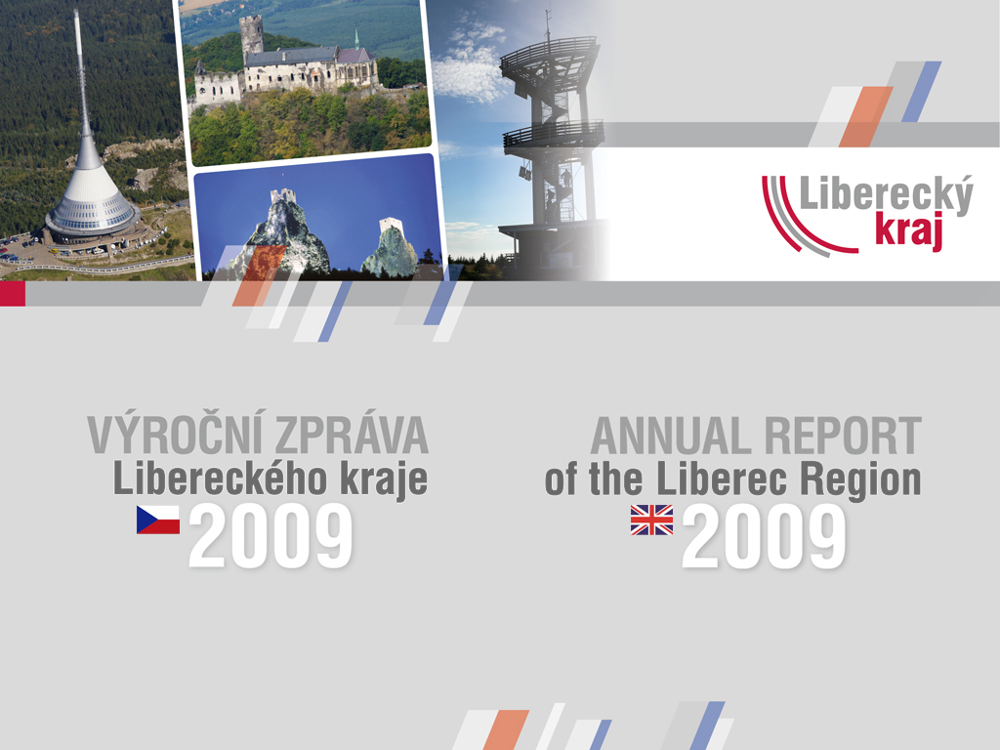 Liberecký
kraj
VÝROČNÍ ZPRÁVA
Libereckého kraje
2009
ANNUAL REPORT
of the Liberec Region
2009